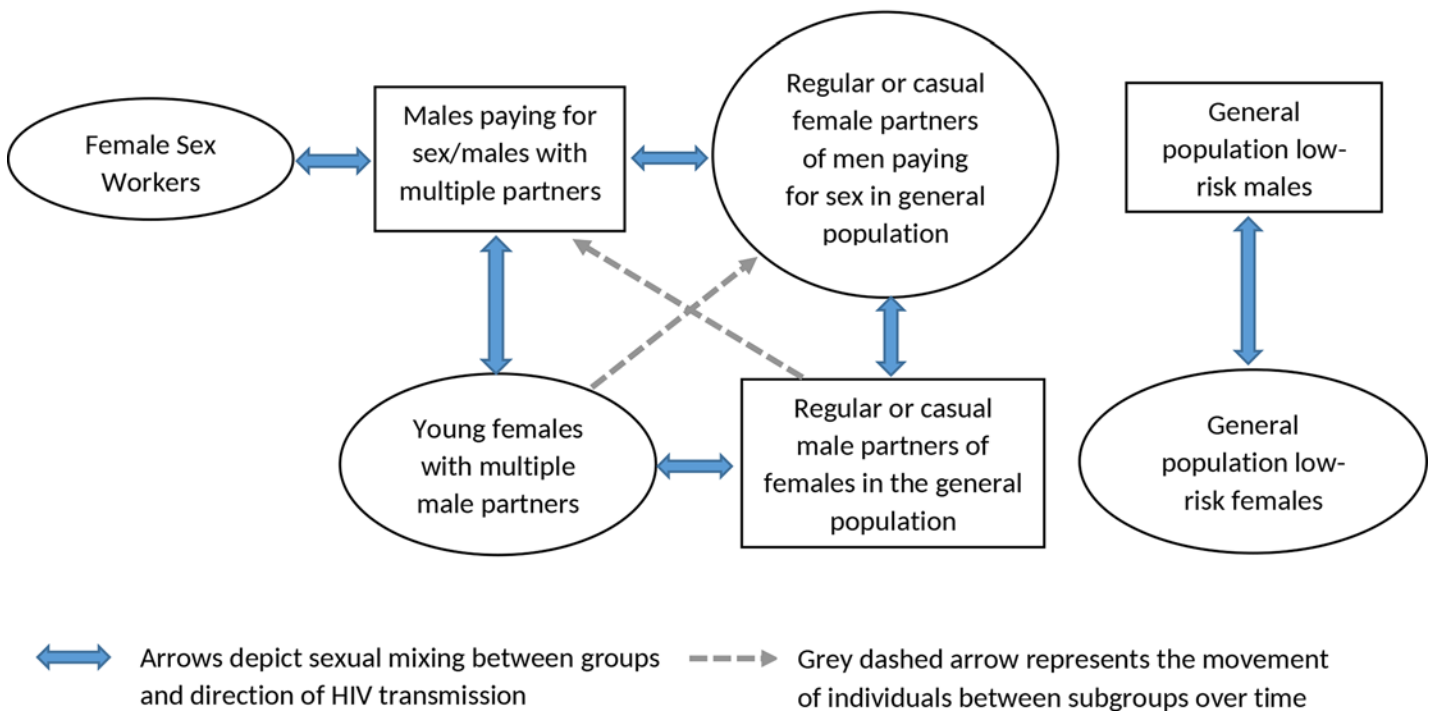 Female Sex
Workers
Males paying for
sex/males with
multiple partners
Regular or casual
female partners
of men paying
for sex in general
population
General
population low-
risk males
Young females
with multiple
male partners
Regular or casual
male partners of
females in the general
population
General
population low-
risk females
Arrows depict sexual mixing between groups
and direction of HIV transmission
Grey dashed arrow represents the movement
of individuals between subgroups over time